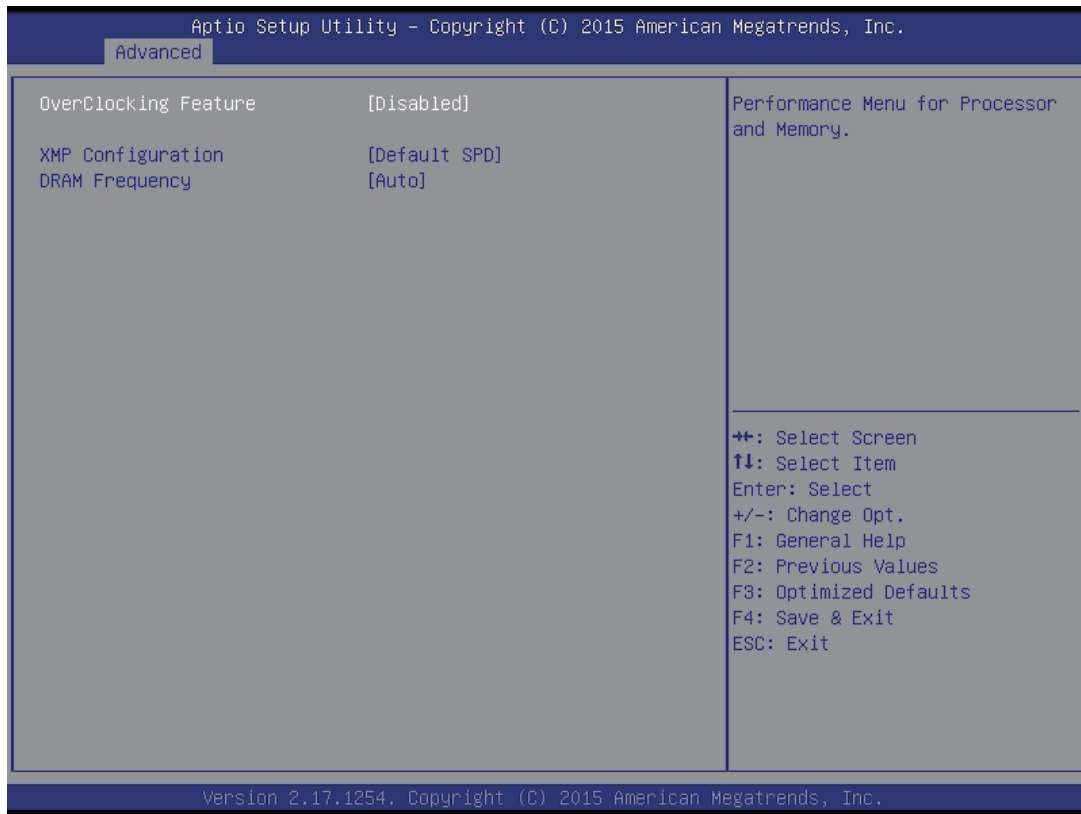 Aptio Setup Utility – Copyright (C) 2015 American Megatrends, Inc.
Advanced
OverClocking Feature [Disabled]
XMP Configuration [Default SPD]
DRAM Frequency [Auto]
Performance Menu for Processor
and Memory.
→←: Select Screen
↑↓: Select Item
Enter: Select
+/-: Change Opt.
F1: General Help
F2: Previous Values
F3: Optimized Defaults
F4: Save & Exit
ESC: Exit
Version 2.17.1254. Copyright (C) 2015 American Megatrends, Inc.